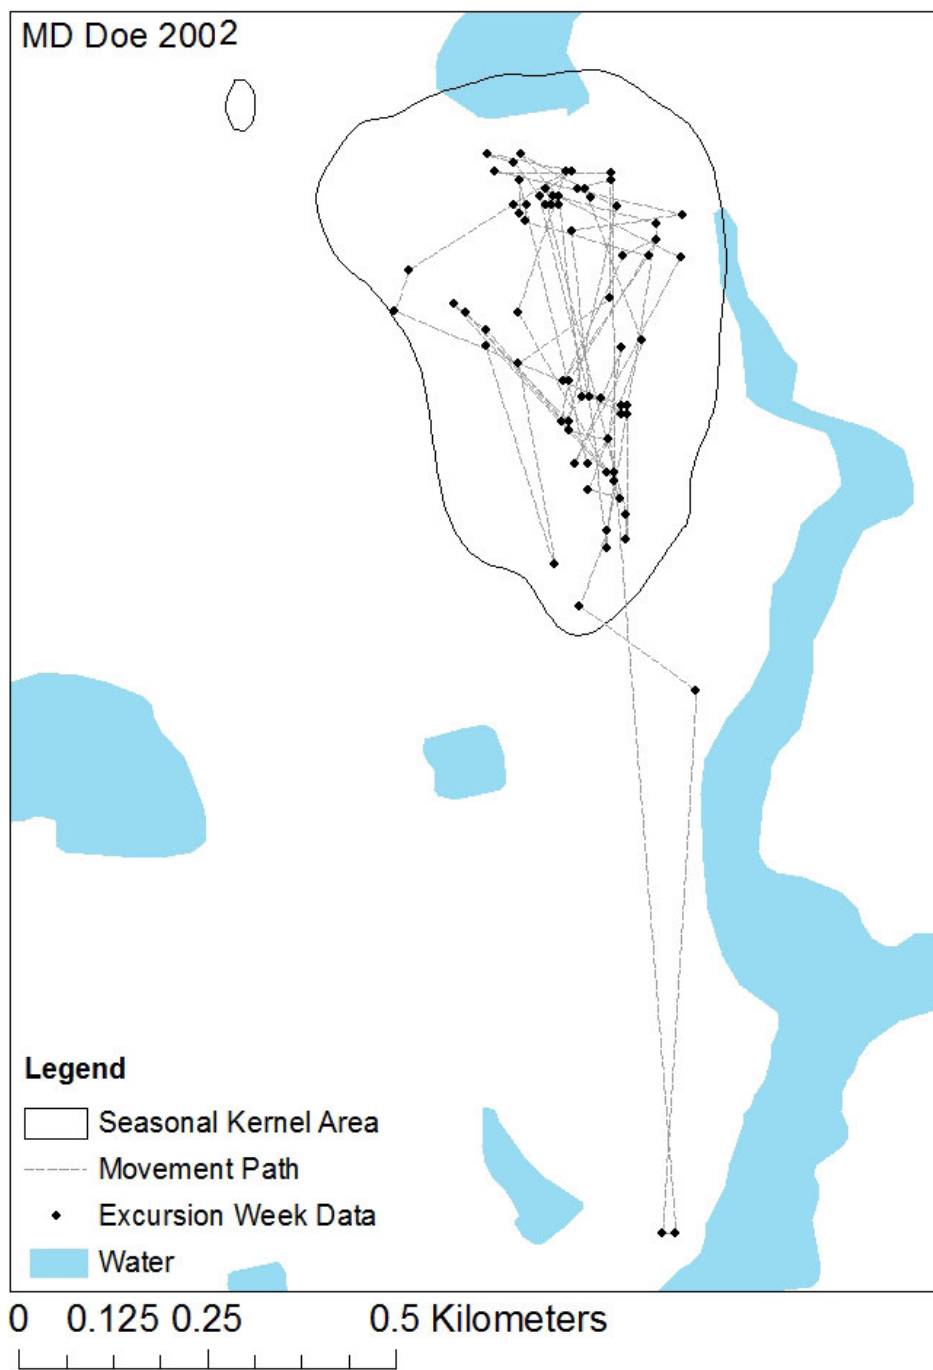 MD Doe 2002
Legend
Seasonal Kernel Area
Movement Path
Excursion Week Data
Water
0 0.125 0.25 0.5 Kilometers